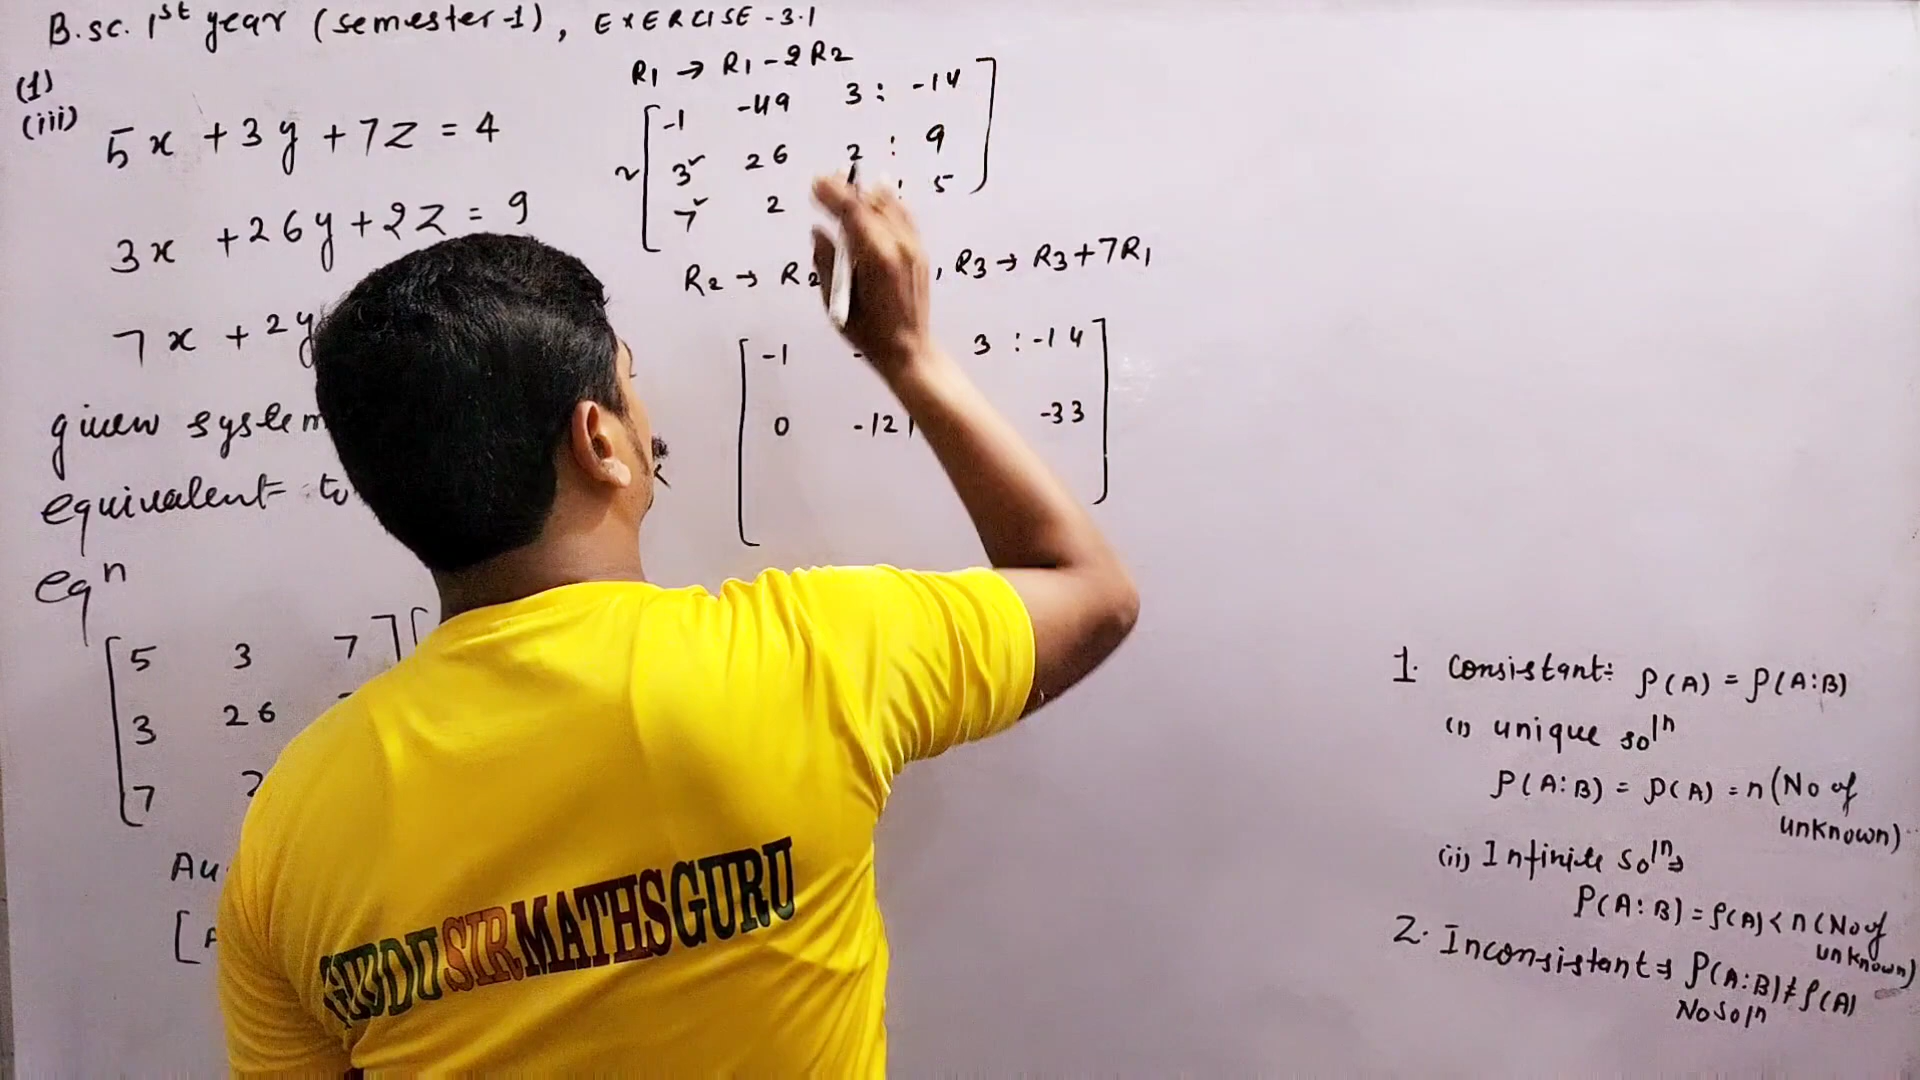 B.sc. 1st year (semester-1), EXERCISE-3.1
(1)
(iii)
5x + 3y + 7z = 4
3x + 26y + 2z = 9
7x + 2y
given system
equivalent to
eqn
5 3 7
3 26
7 2
Au
[A
R1 → R1 - 2R2
~ [ -1 -49 3 : -14 ]
3 26 2 : 9
7 2 : 5
R2 → R2 , R3 → R3 + 7R1
-1 3 : -14
0 -121 -33
1. Consistant: ρ(A) = ρ(A:B)
(i) unique soln
ρ(A:B) = ρ(A) = n (No of
unknown)
(ii) Infinite soln⇒
ρ(A:B) = ρ(A) < n (No of
unknown)
2. Inconsistant ⇒ ρ(A:B) ≠ ρ(A)
No soln
GUDDU SIR MATHS GURU